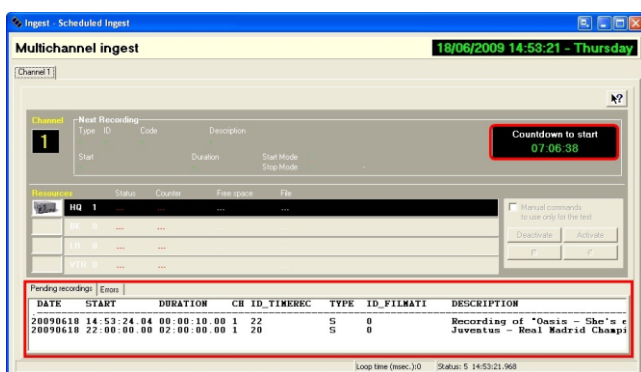 Ingest - Scheduled Ingest
Multichannel ingest
18/06/2009 14:53:21 - Thursday
Channel 1
Channel
1
Next Recording
Type ID Code Description
Start Duration Start Mode
Stop Mode -
Countdown to start
07:06:38
Resources Status Counter Free space File
HQ 1 ... ... ... ...
... ...
LQ 0 ... ...
VTR 0 ... ...
Manual commands
to use only for the test
Deactivate Activate
Pending recordings Errors
DATE START DURATION CH ID_TIMEREC TYPE ID_FILMATI DESCRIPTION
20090618 14:53:24.04 00:00:10.00 1 22 S 0 Recording of "Oasis - She's e
20090618 22:00:00.00 02:00:00.00 1 20 S 0 Juventus - Real Madrid Champi
Loop time (msec.):0 Status: 5 14:53:21.968